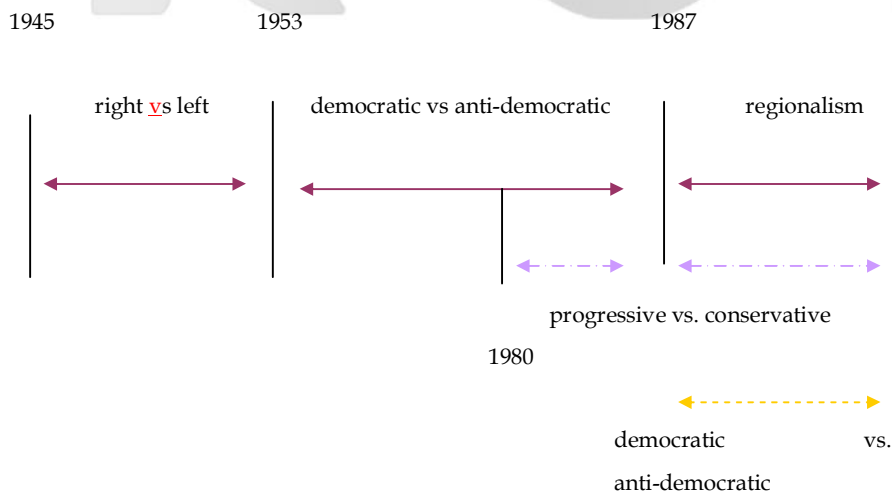 1945 1953 1987
right vs left democratic vs anti-democratic regionalism
progressive vs. conservative
1980
democratic vs.
anti-democratic